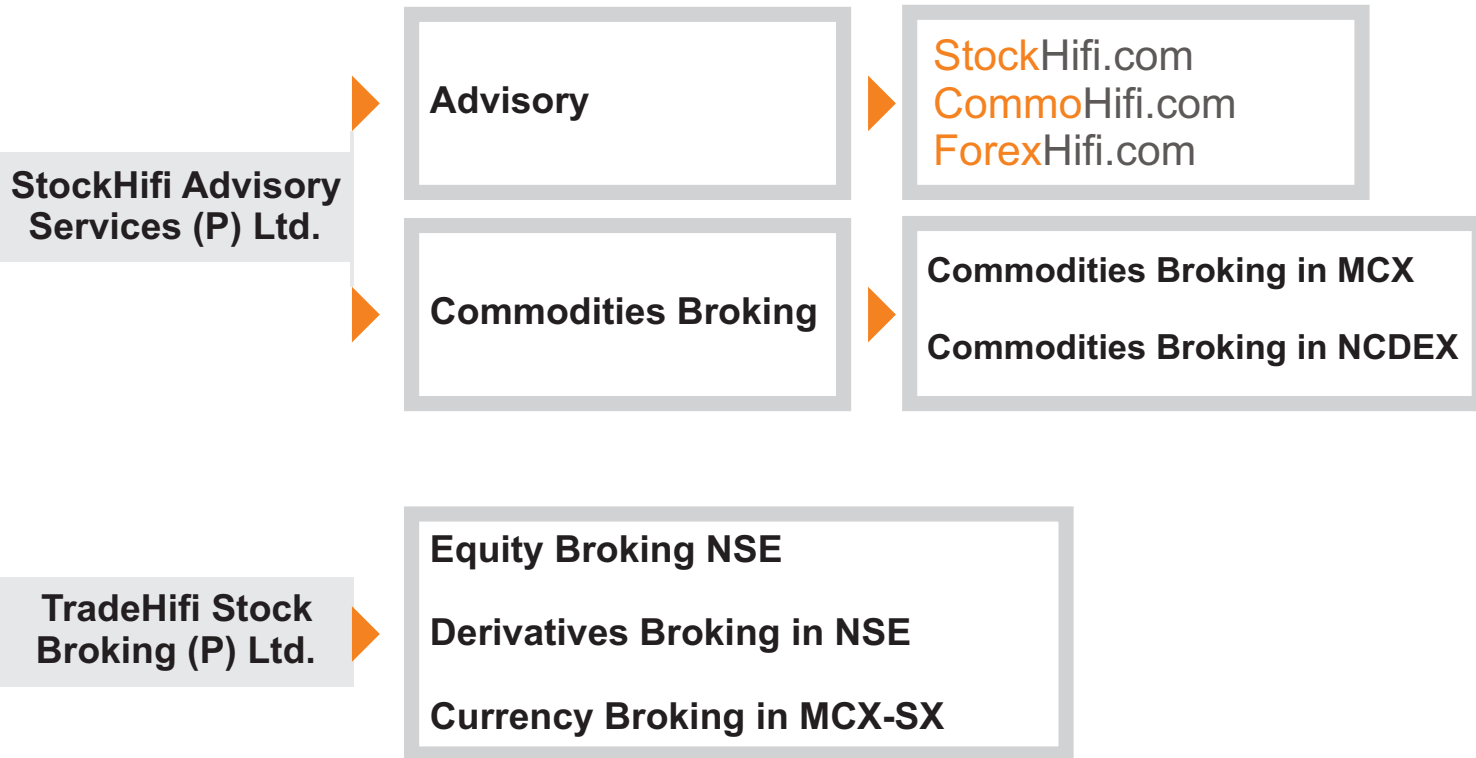 StockHifi Advisory
Services (P) Ltd.
Advisory
StockHifi.com
CommoHifi.com
ForexHifi.com
Commodities Broking
Commodities Broking in MCX
Commodities Broking in NCDEX
TradeHifi Stock
Broking (P) Ltd.
Equity Broking NSE
Derivatives Broking in NSE
Currency Broking in MCX-SX